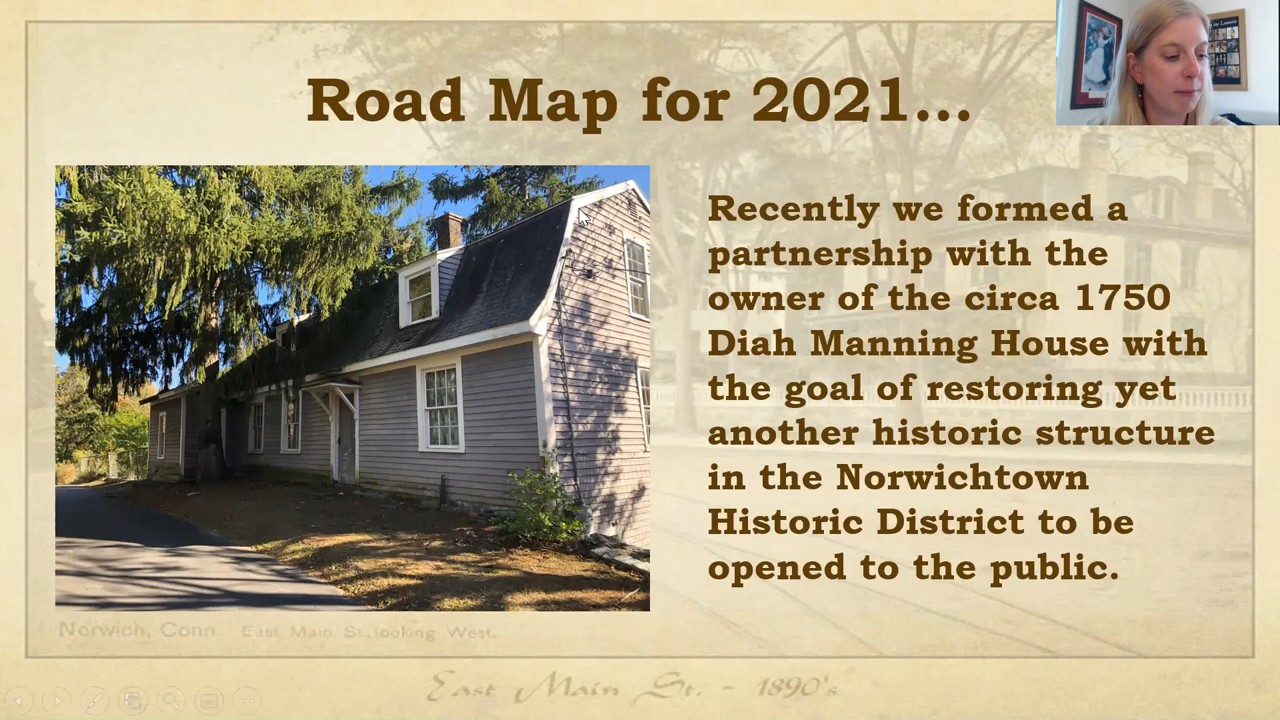 Road Map for 2021...
Recently we formed a
partnership with the
owner of the circa 1750
Diah Manning House with
the goal of restoring yet
another historic structure
in the Norwichtown
Historic District to be
opened to the public.
Norwich, Conn. East Main St., looking West.
East Main St. - 1890's